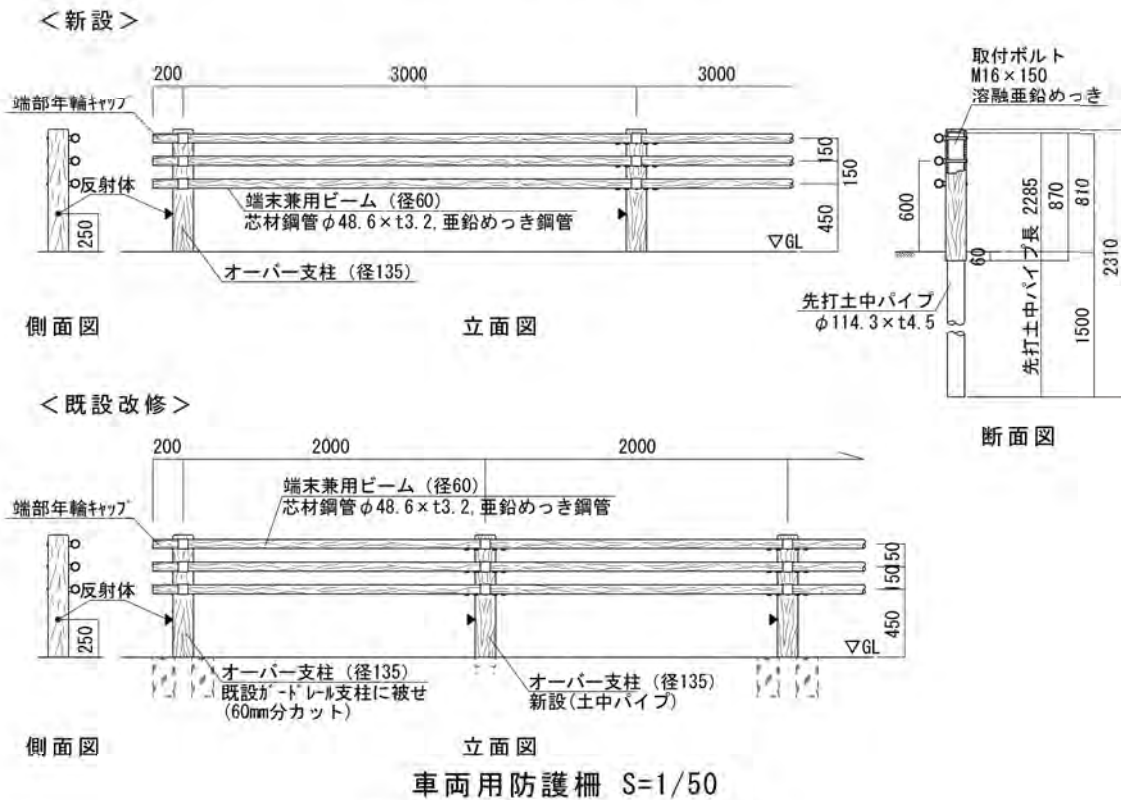 ＜新設＞
200
3000
3000
端部年輪ｷｬｯﾌﾟ
反射体
250
端末兼用ビーム（径60）
芯材鋼管φ48.6×t3.2,亜鉛めっき鋼管
オーバー支柱（径135）
150
150
450
▽GL
側面図
立面図
取付ボルト
M16×150
溶融亜鉛めっき
600
60
先打土中パイプ
φ114.3×t4.5
先打土中パイプ長 2285
870
810
1500
2310
断面図
＜既設改修＞
200
2000
2000
端末兼用ビーム（径60）
芯材鋼管φ48.6×t3.2,亜鉛めっき鋼管
端部年輪ｷｬｯﾌﾟ
反射体
250
150
150
450
▽GL
オーバー支柱（径135）
既設ｶﾞｰﾄﾞﾚｰﾙ支柱に被せ
(60mm分カット)
オーバー支柱（径135）
新設(土中パイプ)
側面図
立面図
車両用防護柵 S=1/50